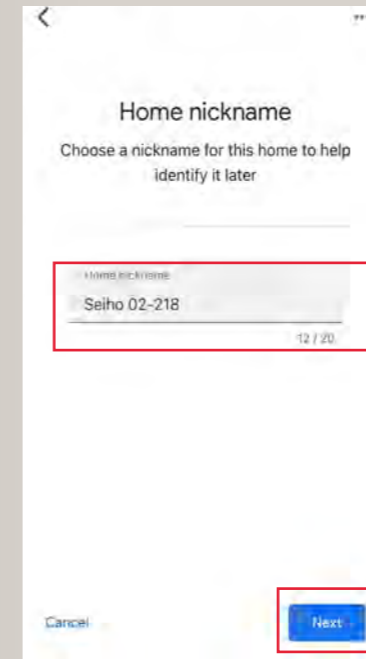 Home nickname
Choose a nickname for this home to help
identify it later
Home nickname
Seiho 02-218
12 / 20
Cancel
Next